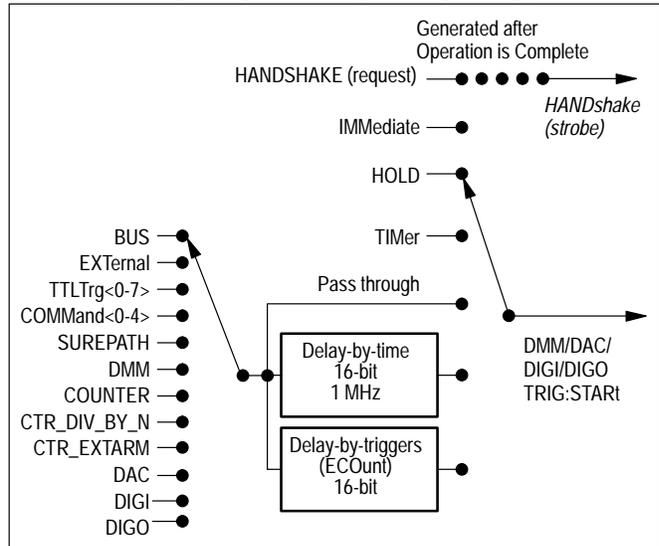 Generated after
Operation is Complete
HANDSHAKE (request)
HANDshake
(strobe)
IMMediate
HOLD
TIMer
Pass through
BUS
EXTernal
TTLTrg<0-7>
COMMand<0-4>
SUREPATH
DMM
COUNTER
CTR_DIV_BY_N
CTR_EXTARM
DAC
DIGI
DIGO
Delay-by-time
16-bit
1 MHz
Delay-by-triggers
(ECOunt)
16-bit
DMM/DAC/
DIGI/DIGO
TRIG:STARt